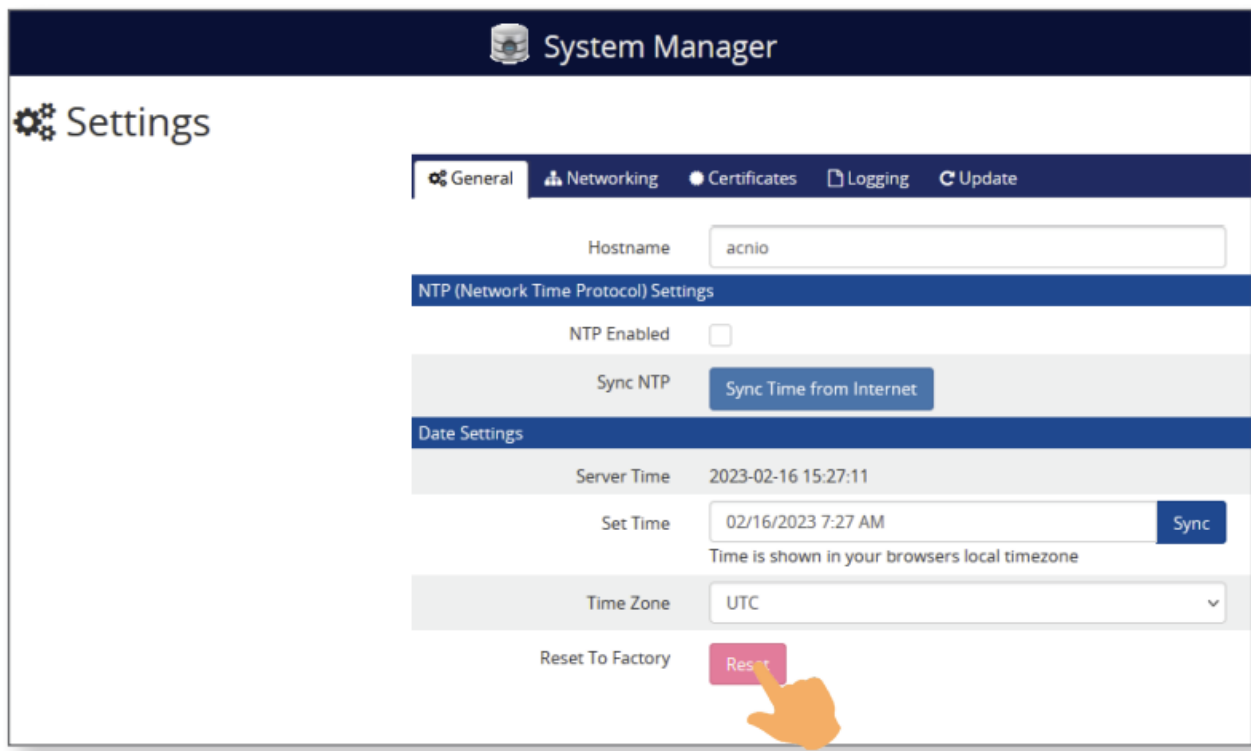 System Manager
Settings
General Networking Certificates Logging Update
Hostname acnio
NTP (Network Time Protocol) Settings
NTP Enabled
Sync NTP Sync Time from Internet
Date Settings
Server Time 2023-02-16 15:27:11
Set Time 02/16/2023 7:27 AM Sync
Time is shown in your browsers local timezone
Time Zone UTC
Reset To Factory Reset